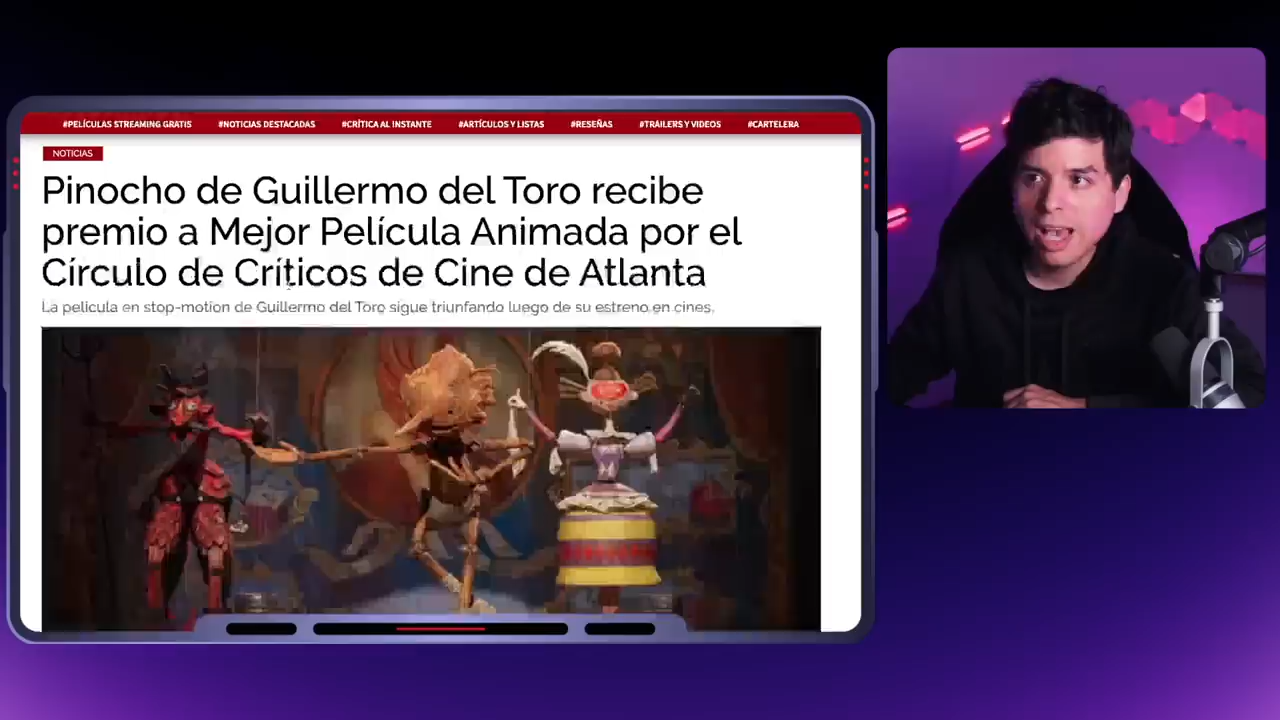 #PELÍCULAS STREAMING GRATIS #NOTICIAS DESTACADAS #CRÍTICA AL INSTANTE #ARTÍCULOS Y LISTAS #RESEÑAS #TRÁILERS Y VIDEOS #CARTELERA
NOTICIAS
Pinocho de Guillermo del Toro recibe
premio a Mejor Película Animada por el
Círculo de Críticos de Cine de Atlanta
La película en stop-motion de Guillermo del Toro sigue triunfando luego de su estreno en cines.